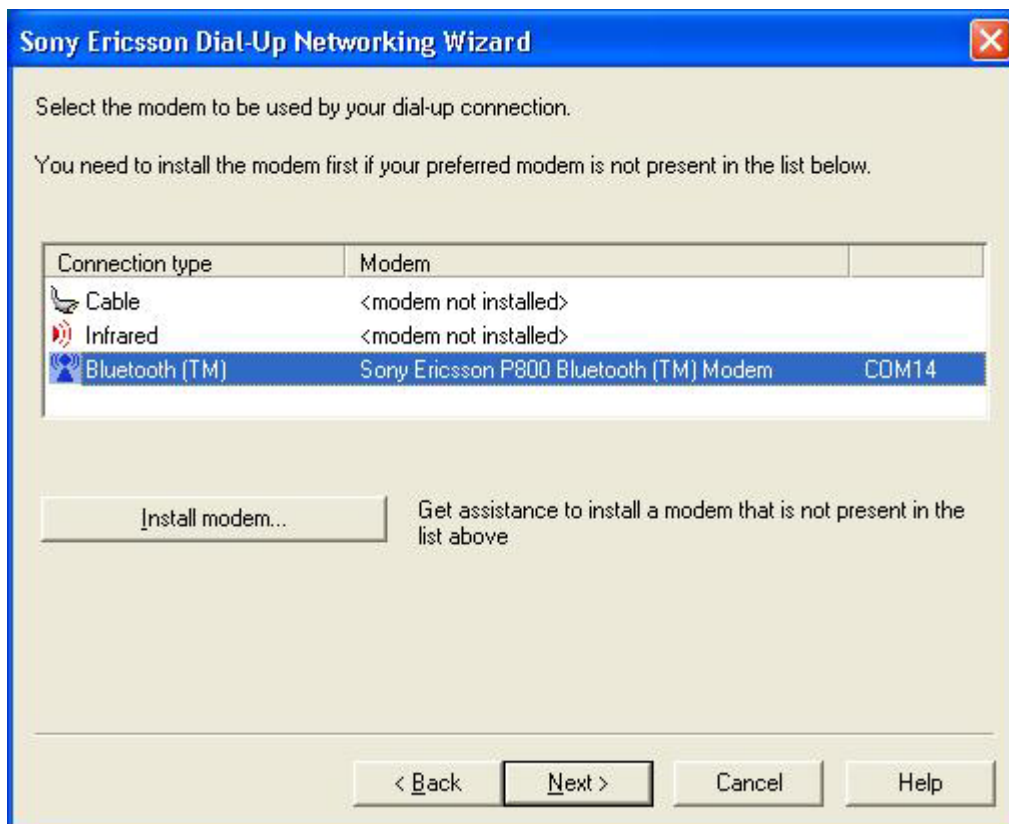 Sony Ericsson Dial-Up Networking Wizard
Select the modem to be used by your dial-up connection.
You need to install the modem first if your preferred modem is not present in the list below.
Connection type Modem
Cable <modem not installed>
Infrared <modem not installed>
Bluetooth (TM) Sony Ericsson P800 Bluetooth (TM) Modem COM14
Install modem... Get assistance to install a modem that is not present in the
list above
< Back Next > Cancel Help